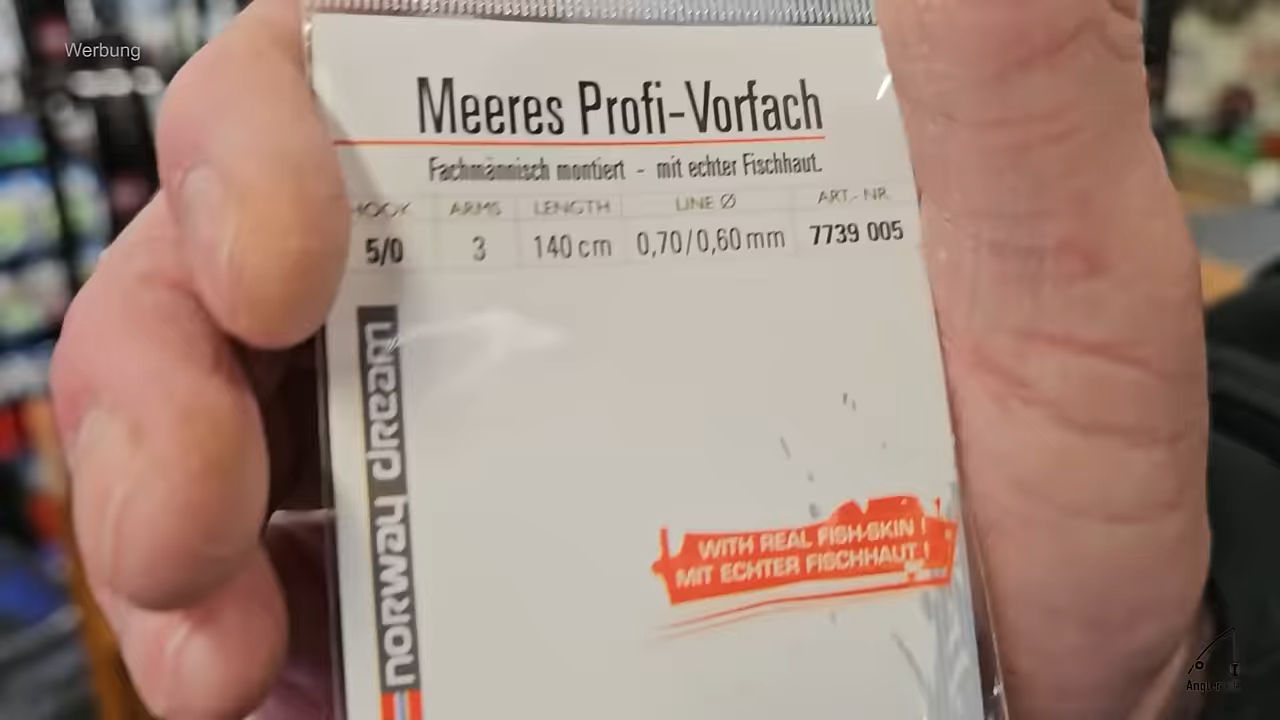 Werbung
Meeres Profi-Vorfach
Fachmännisch montiert - mit echter Fischhaut.
HOOK ARMS LENGTH LINE Ø ART.- NR.
5/0 3 140 cm 0,70/0,60 mm 7739 005
norway dream
WITH REAL FISH-SKIN !
MIT ECHTER FISCHHAUT !